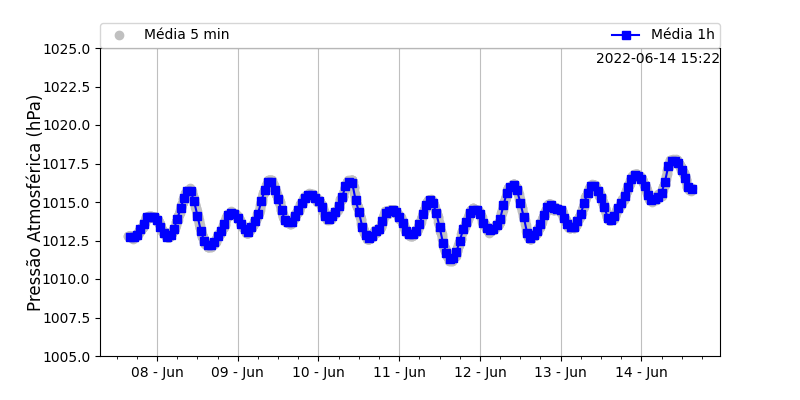 Média 5 min
Média 1h
2022-06-14 15:22
Pressão Atmosférica (hPa)
1025.0
1022.5
1020.0
1017.5
1015.0
1012.5
1010.0
1007.5
1005.0
08 - Jun
09 - Jun
10 - Jun
11 - Jun
12 - Jun
13 - Jun
14 - Jun